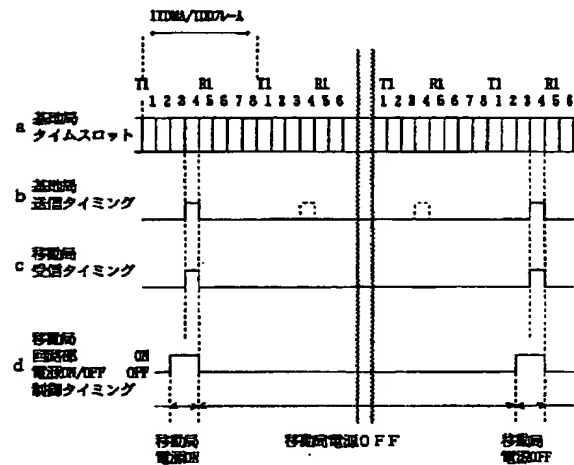 1TDMA/TDDフレーム
T1 R1 T1 R1 T1 R1 T1 R1
1 2 3 4 5 6 7 8 1 2 3 4 5 6 1 2 3 4 5 6 7 8 1 2 3 4 5 6
a 基地局
タイムスロット
b 基地局
送信タイミング
c 移動局
受信タイミング
移動局
d 回路部 ON
電源ON/OFF OFF
制御タイミング
移動局
電源ON
移動局電源OFF
移動局
電源OFF